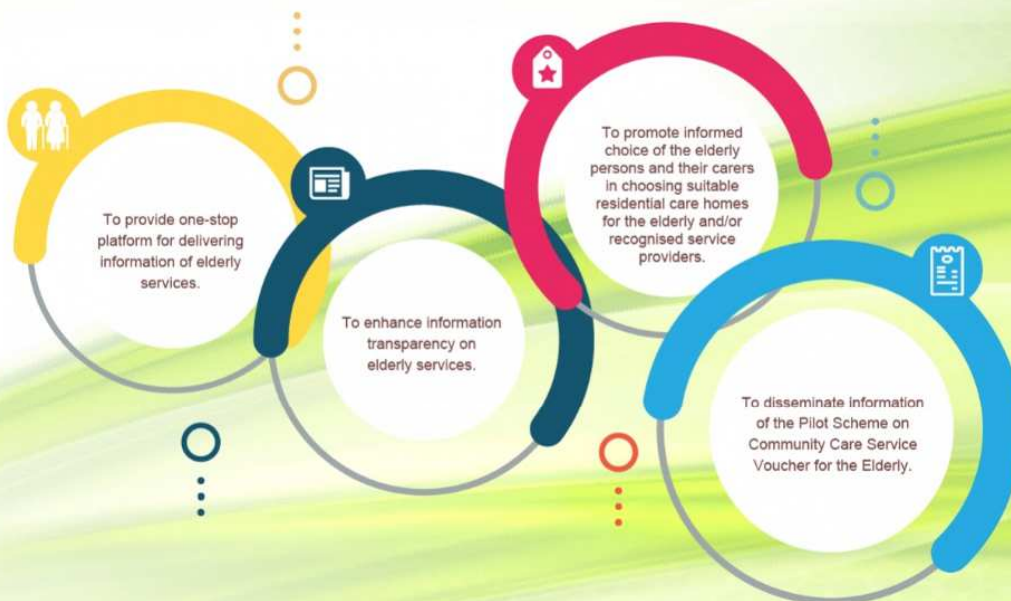 To provide one-stop
platform for delivering
information of elderly
services.
To enhance information
transparency on
elderly services.
To promote informed
choice of the elderly
persons and their carers
in choosing suitable
residential care homes
for the elderly and/or
recognised service
providers.
To disseminate information
of the Pilot Scheme on
Community Care Service
Voucher for the Elderly.